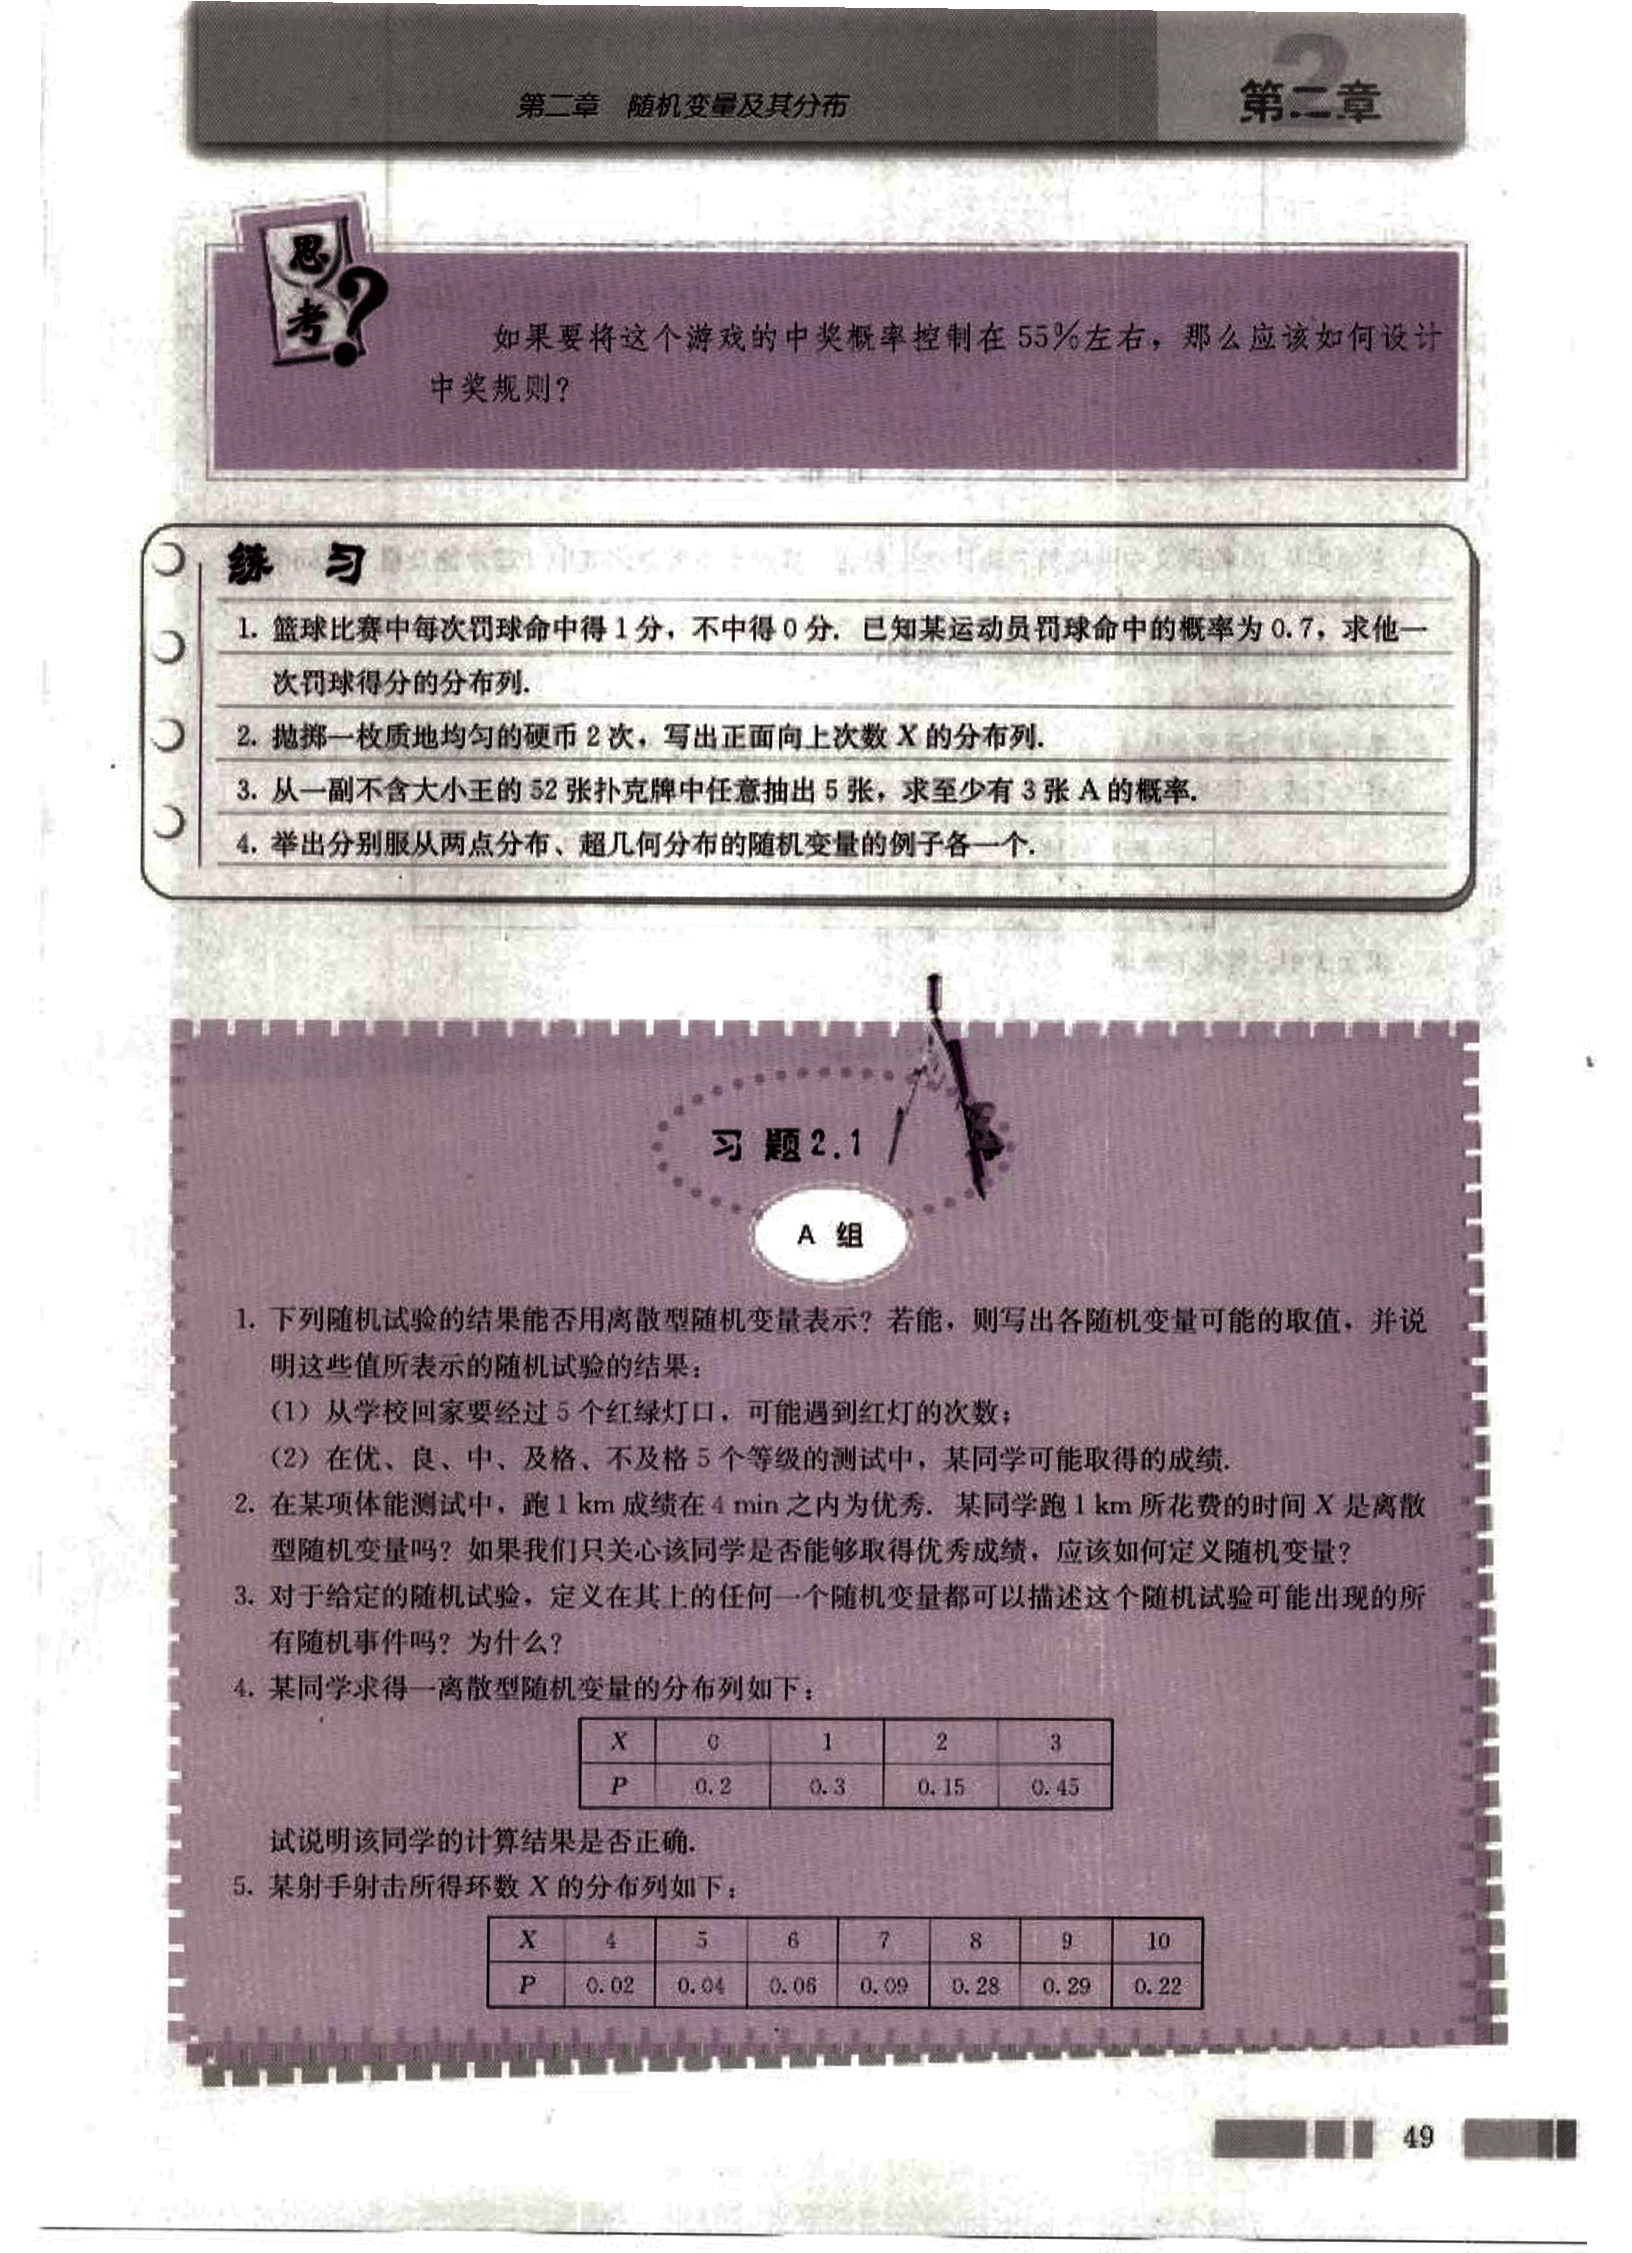 第二章 随机变量及其分布
第二章
思考?
如果要将这个游戏的中奖概率控制在 55%左右，那么应该如何设计
中奖规则?
练 习
1. 篮球比赛中每次罚球命中得 1 分，不中得 0 分. 已知某运动员罚球命中的概率为 0.7，求他一
次罚球得分的分布列.
2. 抛掷一枚质地均匀的硬币 2 次，写出正面向上次数 X 的分布列.
3. 从一副不含大小王的 52 张扑克牌中任意抽出 5 张，求至少有 3 张 A 的概率.
4. 举出分别服从两点分布、超几何分布的随机变量的例子各一个.
习 题 2.1
A 组
1. 下列随机试验的结果能否用离散型随机变量表示? 若能，则写出各随机变量可能的取值，并说
明这些值所表示的随机试验的结果:
(1) 从学校回家要经过 5 个红绿灯口，可能遇到红灯的次数;
(2) 在优、良、中、及格、不及格 5 个等级的测试中，某同学可能取得的成绩.
2. 在某项体能测试中，跑 1 km 成绩在 4 min 之内为优秀. 某同学跑 1 km 所花费的时间 X 是离散
型随机变量吗? 如果我们只关心该同学是否能够取得优秀成绩，应该如何定义随机变量?
3. 对于给定的随机试验，定义在其上的任何一个随机变量都可以描述这个随机试验可能出现的所
有随机事件吗? 为什么?
4. 某同学求得一离散型随机变量的分布列如下:
X 0 1 2 3
P 0.2 0.3 0.15 0.45
试说明该同学的计算结果是否正确.
5. 某射手射击所得环数 X 的分布列如下:
X 4 5 6 7 8 9 10
P 0.02 0.04 0.06 0.09 0.28 0.29 0.22
49